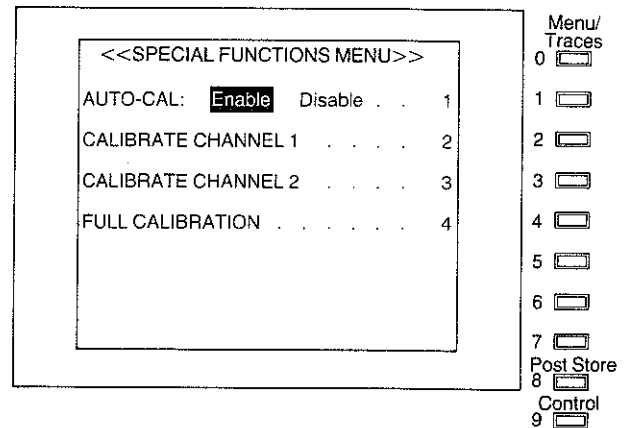 Menu/
Traces
<<SPECIAL FUNCTIONS MENU>>
0
AUTO-CAL: Enable Disable . . 1
1
CALIBRATE CHANNEL 1 . . . . 2
2
CALIBRATE CHANNEL 2 . . . . 3
3
FULL CALIBRATION . . . . . . 4
4
5
6
7
Post Store
8
Control
9